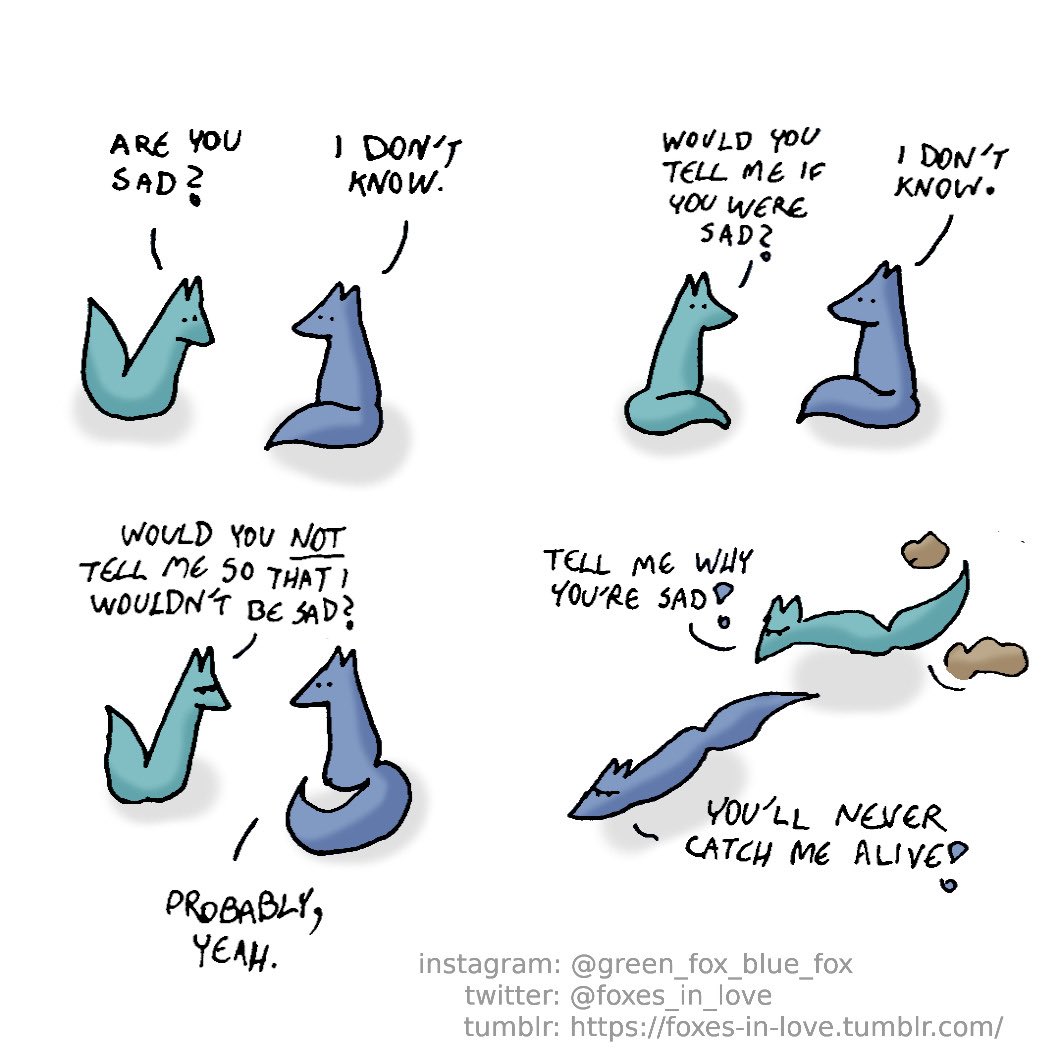 ARE YOU
SAD?
I DON'T
KNOW.
WOULD YOU
TELL ME IF
YOU WERE
SAD?
I DON'T
KNOW.
WOULD YOU NOT
TELL ME SO THAT I
WOULDN'T BE SAD?
PROBABLY,
YEAH.
TELL ME WHY
YOU'RE SAD!
YOU'LL NEVER
CATCH ME ALIVE!
instagram: @green_fox_blue_fox
twitter: @foxes_in_love
tumblr: https://foxes-in-love.tumblr.com/